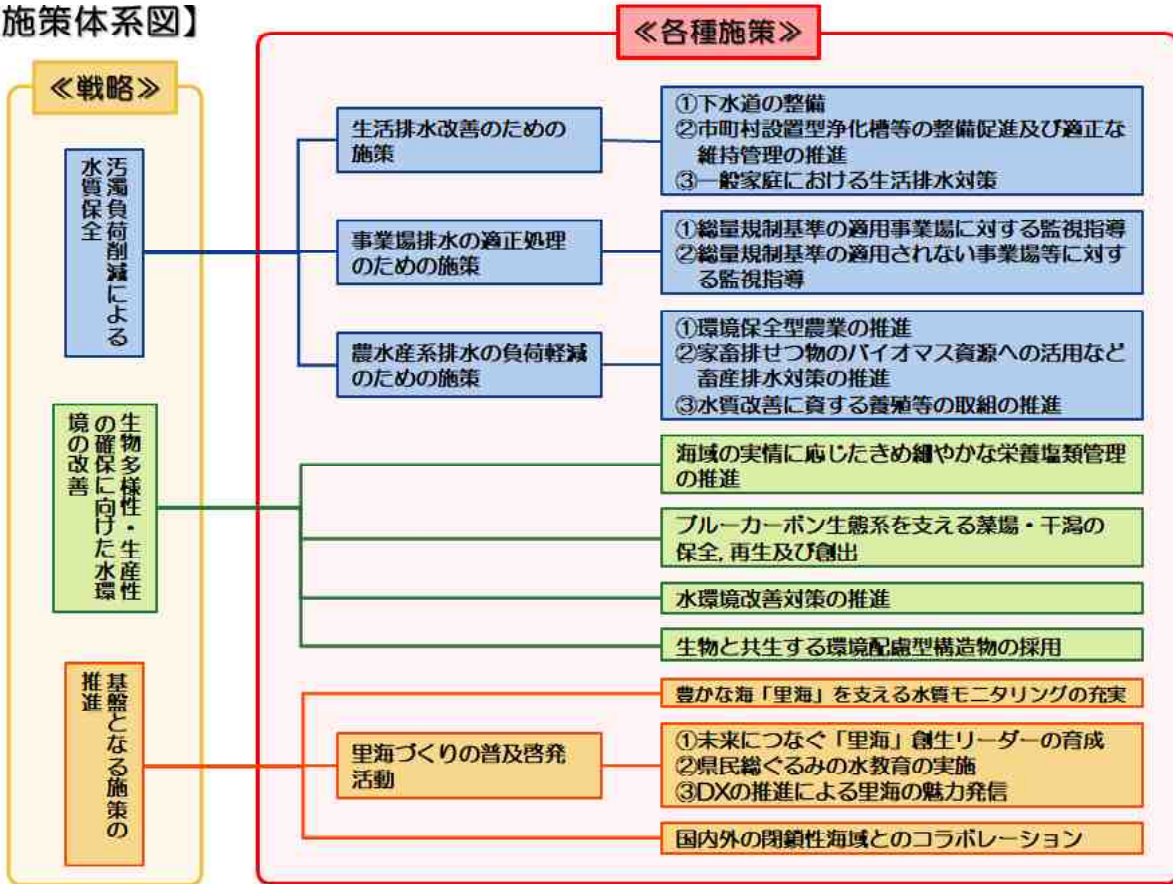 施策体系図】
≪各種施策≫
≪戦略≫
汚濁負荷削減による
水質保全
生活排水改善のための
施策
①下水道の整備
②市町村設置型浄化槽等の整備促進及び適正な
維持管理の推進
③一般家庭における生活排水対策
事業場排水の適正処理
のための施策
①総量規制基準の適用事業場に対する監視指導
②総量規制基準の適用されない事業場等に対す
る監視指導
農水産系排水の負荷軽減
のための施策
①環境保全型農業の推進
②家畜排せつ物のバイオマス資源への活用など
畜産排水対策の推進
③水質改善に資する養殖等の取組の推進
生物多様性・生産性
の確保に向けた水環
境の改善
海域の実情に応じたきめ細やかな栄養塩類管理
の推進
ブルーカーボン生態系を支える藻場・干潟の
保全,再生及び創出
水環境改善対策の推進
生物と共生する環境配慮型構造物の採用
基盤となる施策の
推進
豊かな海「里海」を支える水質モニタリングの充実
里海づくりの普及啓発
活動
①未来につなぐ「里海」創生リーダーの育成
②県民総ぐるみの水教育の実施
③DXの推進による里海の魅力発信
国内外の閉鎖性海域とのコラボレーション